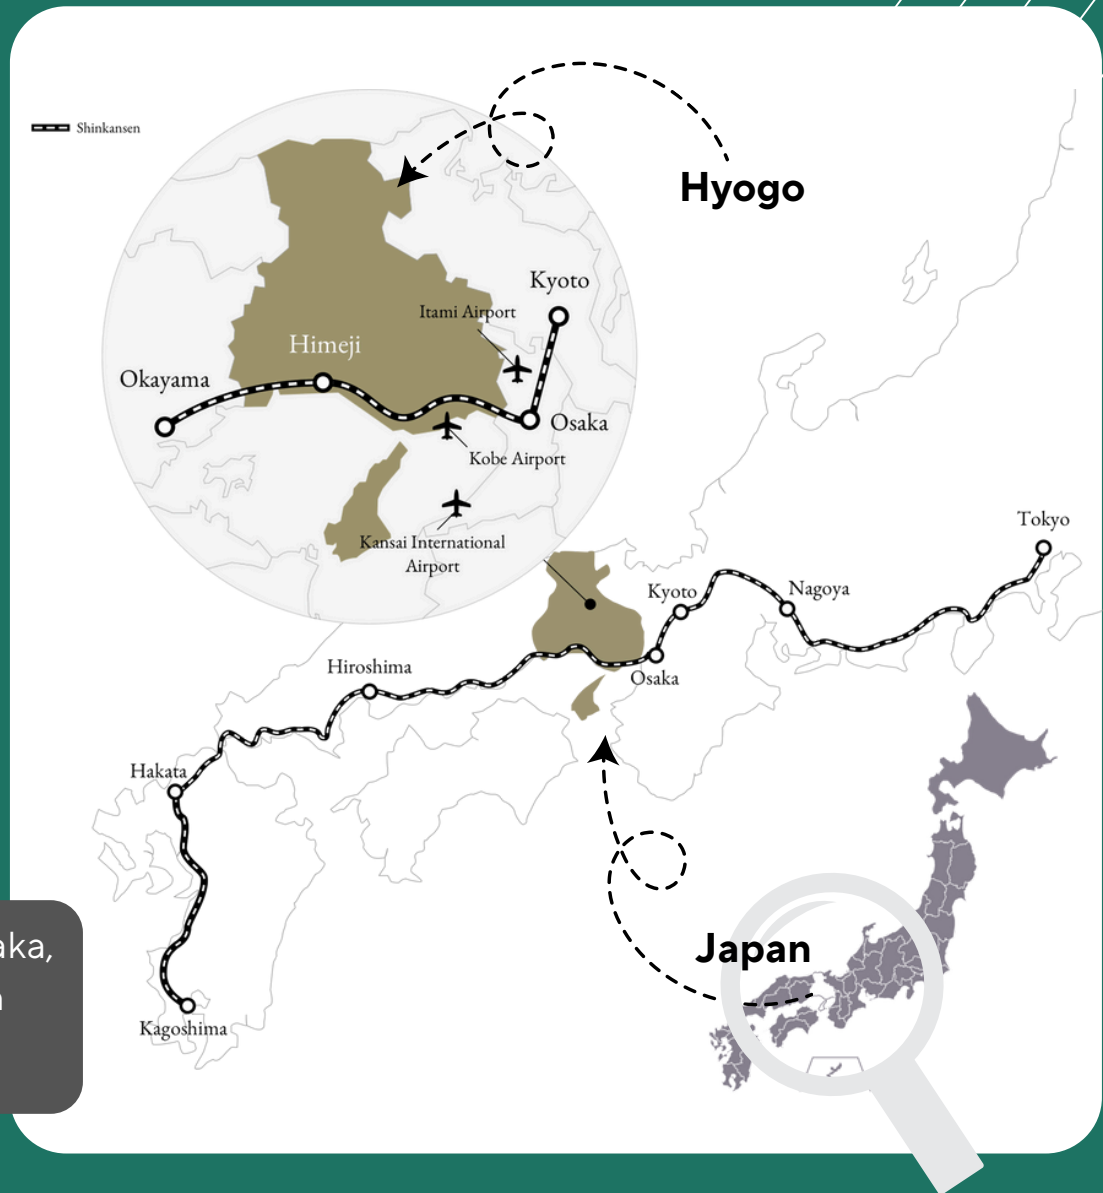 Shinkansen
Hyogo
Kyoto
Itami Airport
Himeji
Okayama
Osaka
Kobe Airport
Kansai International
Airport
Tokyo
Kyoto
Nagoya
Hiroshima
Osaka
Hakata
Japan
aka,
Kagoshima